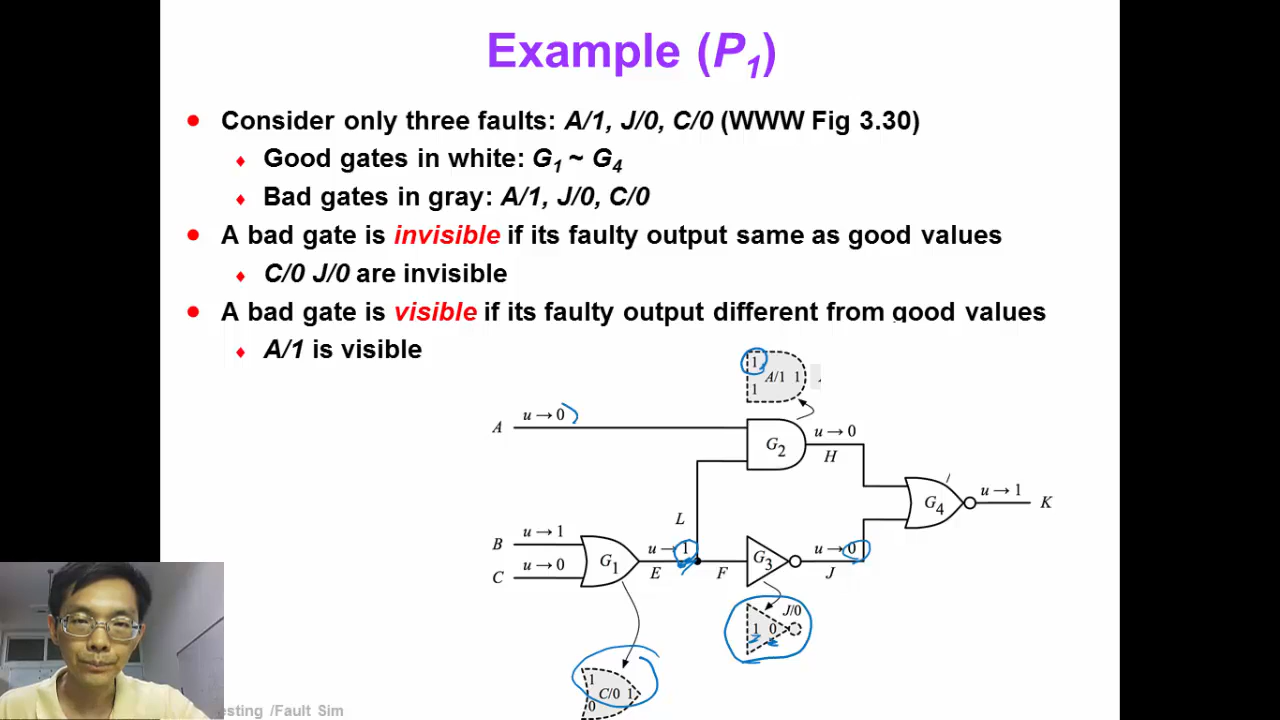 Example (P1)
Consider only three faults: A/1, J/0, C/0 (WWW Fig 3.30)
Good gates in white: G1 ~ G4
Bad gates in gray: A/1, J/0, C/0
A bad gate is invisible if its faulty output same as good values
C/0 J/0 are invisible
A bad gate is visible if its faulty output different from good values
A/1 is visible
1
A/1 1
1
A u → 0
G2
u → 0
H
L
B u → 1
C u → 0
G1
u → 1
E
F
G3
u → 0
J
G4
u → 1
K
J/0
1 0
1
C/0 1
0
esting /Fault Sim